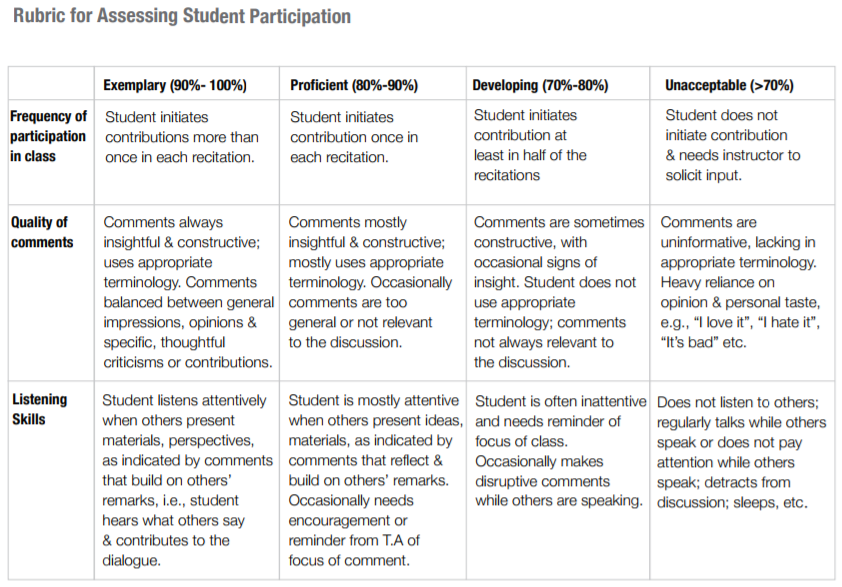 Rubric for Assessing Student Participation
Exemplary (90%- 100%)
Proficient (80%-90%)
Developing (70%-80%)
Unacceptable (>70%)
Frequency of
participation
in class
Student initiates
contributions more than
once in each recitation.
Student initiates
contribution once in
each recitation.
Student initiates
contribution at
least in half of the
recitations
Student does not
initiate contribution
& needs instructor to
solicit input.
Quality of
comments
Comments always
insightful & constructive;
uses appropriate
terminology. Comments
balanced between general
impressions, opinions &
specific, thoughtful
criticisms or contributions.
Comments mostly
insightful & constructive;
mostly uses appropriate
terminology. Occasionally
comments are too
general or not relevant
to the discussion.
Comments are sometimes
constructive, with
occasional signs of
insight. Student does not
use appropriate
terminology; comments
not always relevant to
the discussion.
Comments are
uninformative, lacking in
appropriate terminology.
Heavy reliance on
opinion & personal taste,
e.g., “I love it”, “I hate it”,
“It’s bad” etc.
Listening
Skills
Student listens attentively
when others present
materials, perspectives,
as indicated by comments
that build on others’
remarks, i.e., student
hears what others say
& contributes to the
dialogue.
Student is mostly attentive
when others present ideas,
materials, as indicated by
comments that reflect &
build on others’ remarks.
Occasionally needs
encouragement or
reminder from T.A of
focus of comment.
Student is often inattentive
and needs reminder of
focus of class.
Occasionally makes
disruptive comments
while others are speaking.
Does not listen to others;
regularly talks while others
speak or does not pay
attention while others
speak; detracts from
discussion; sleeps, etc.